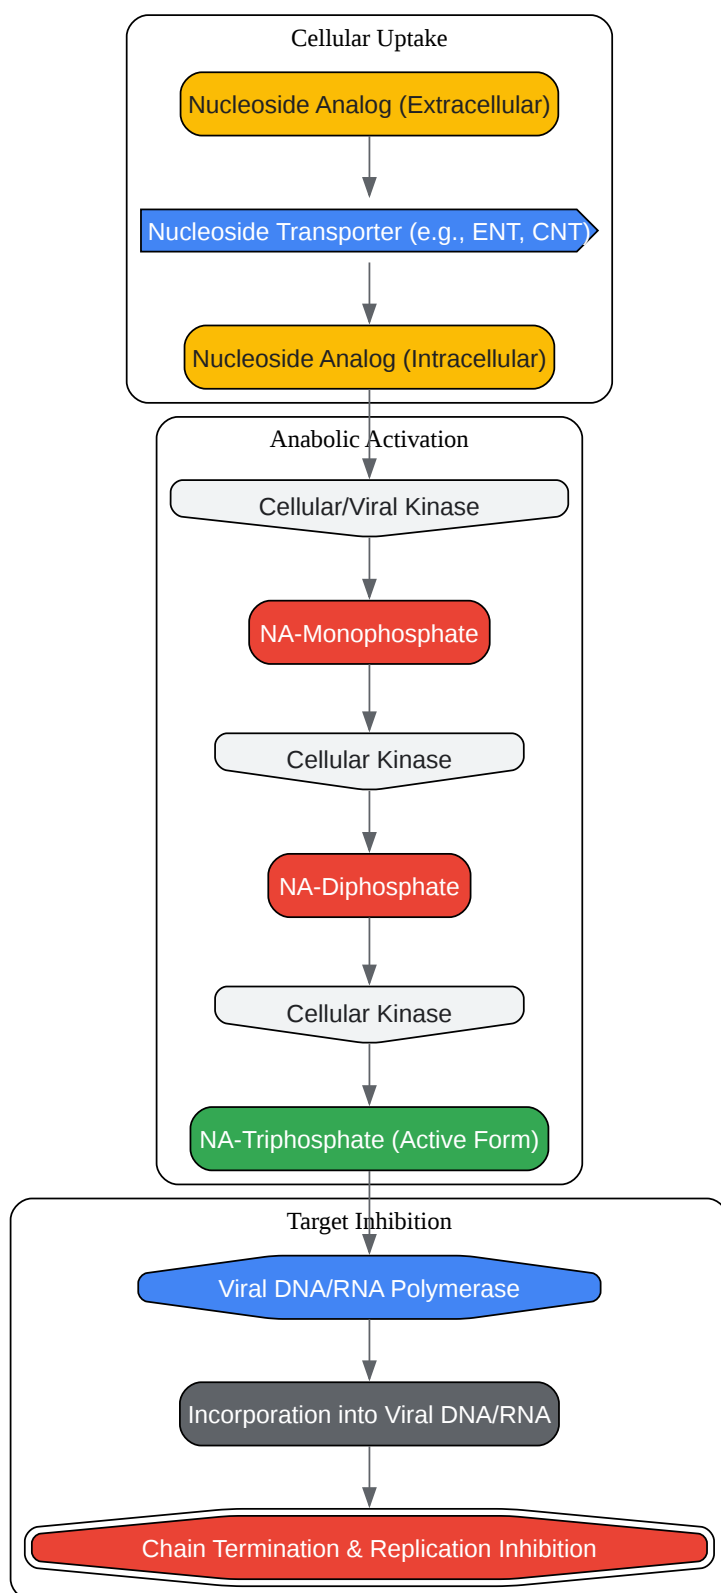 Cellular Uptake
Nucleoside Analog (Extracellular)
Nucleoside Transporter (e.g., ENT, CNT)
Nucleoside Analog (Intracellular)
Anabolic Activation
Cellular/Viral Kinase
NA-Monophosphate
Cellular Kinase
NA-Diphosphate
Cellular Kinase
NA-Triphosphate (Active Form)
Target Inhibition
Viral DNA/RNA Polymerase
Incorporation into Viral DNA/RNA
Chain Termination & Replication Inhibition